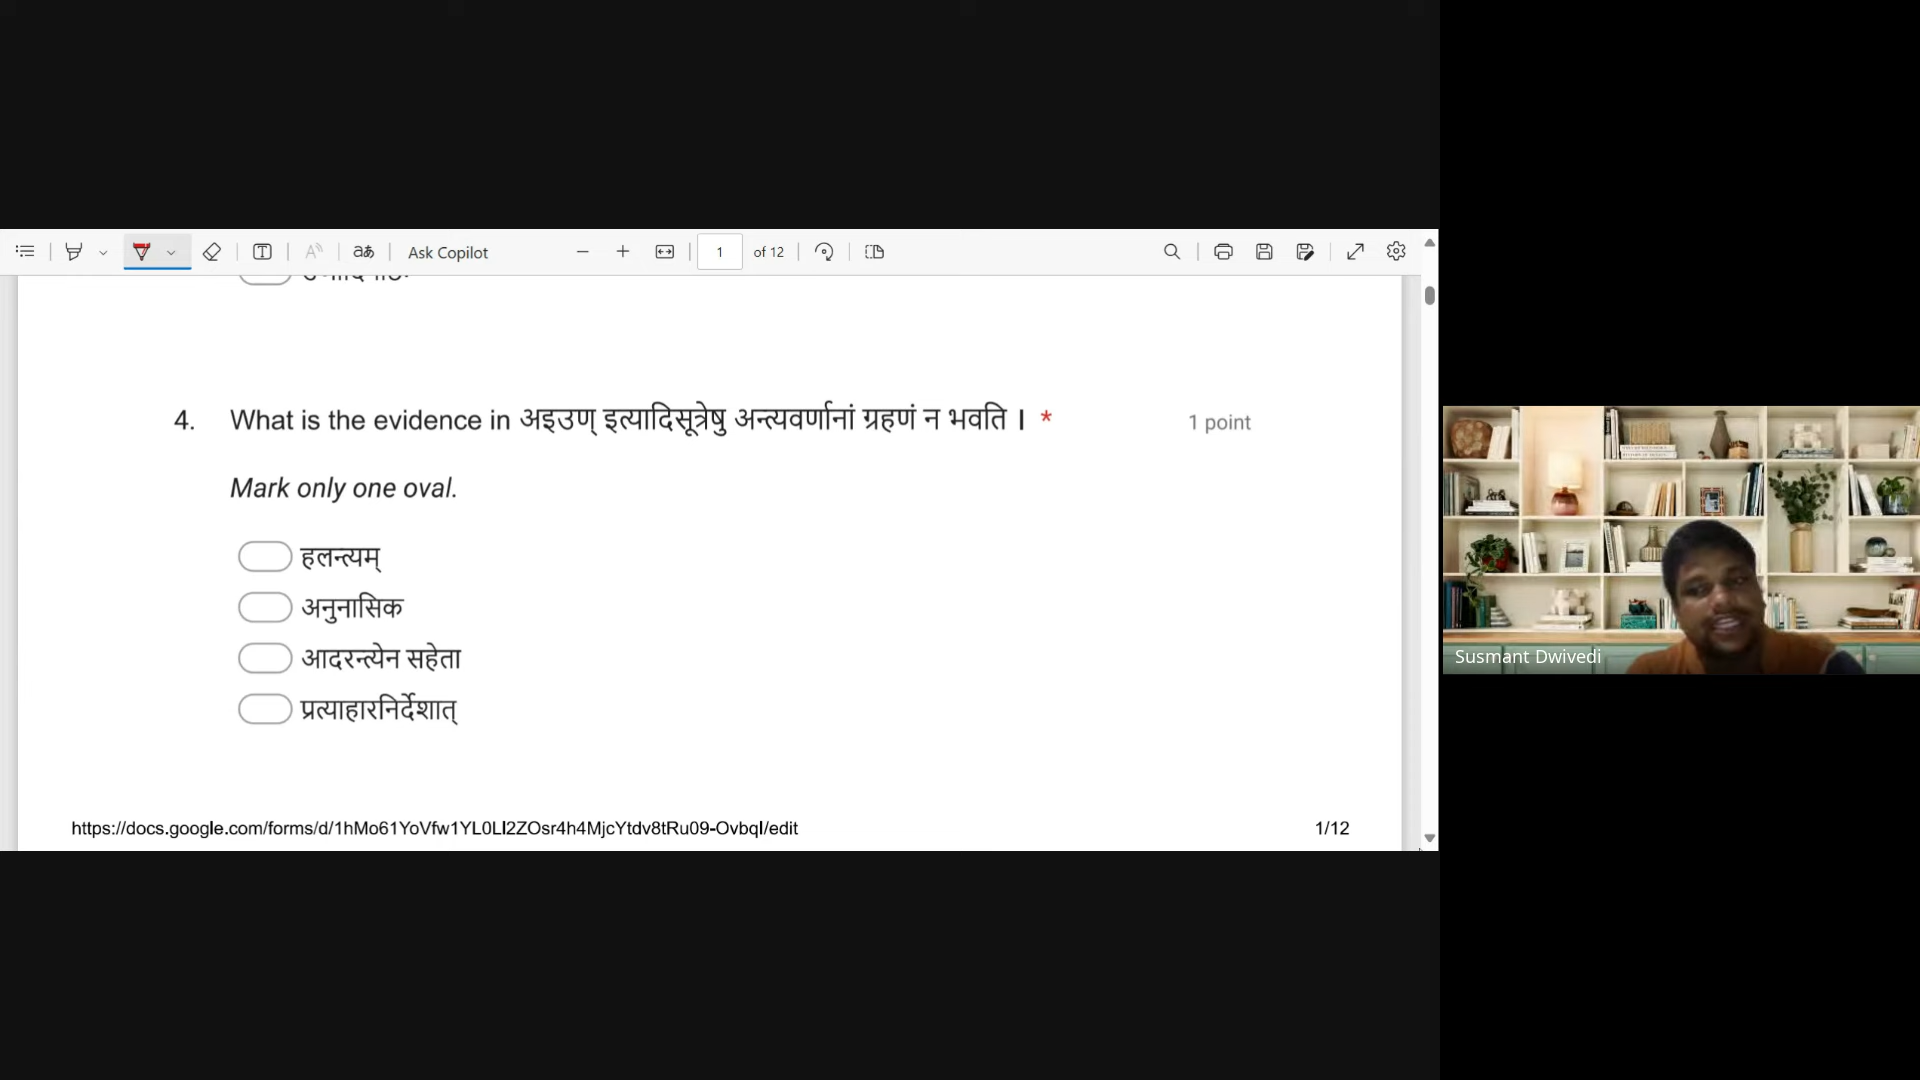 Ask Copilot
1
of 12
4. What is the evidence in अइउण् इत्यादिसूत्रेषु अन्त्यवर्णानां ग्रहणं न भवति । *
1 point
Mark only one oval.
हलन्त्यम्
अनुनासिक
आदरन्त्येन सहेता
प्रत्याहारनिर्देशात्
https://docs.google.com/forms/d/1hMo61YoVfw1YL0LI2ZOsr4h4MjcYtdv8tRu09-OvbqI/edit
1/12
Susmant Dwivedi